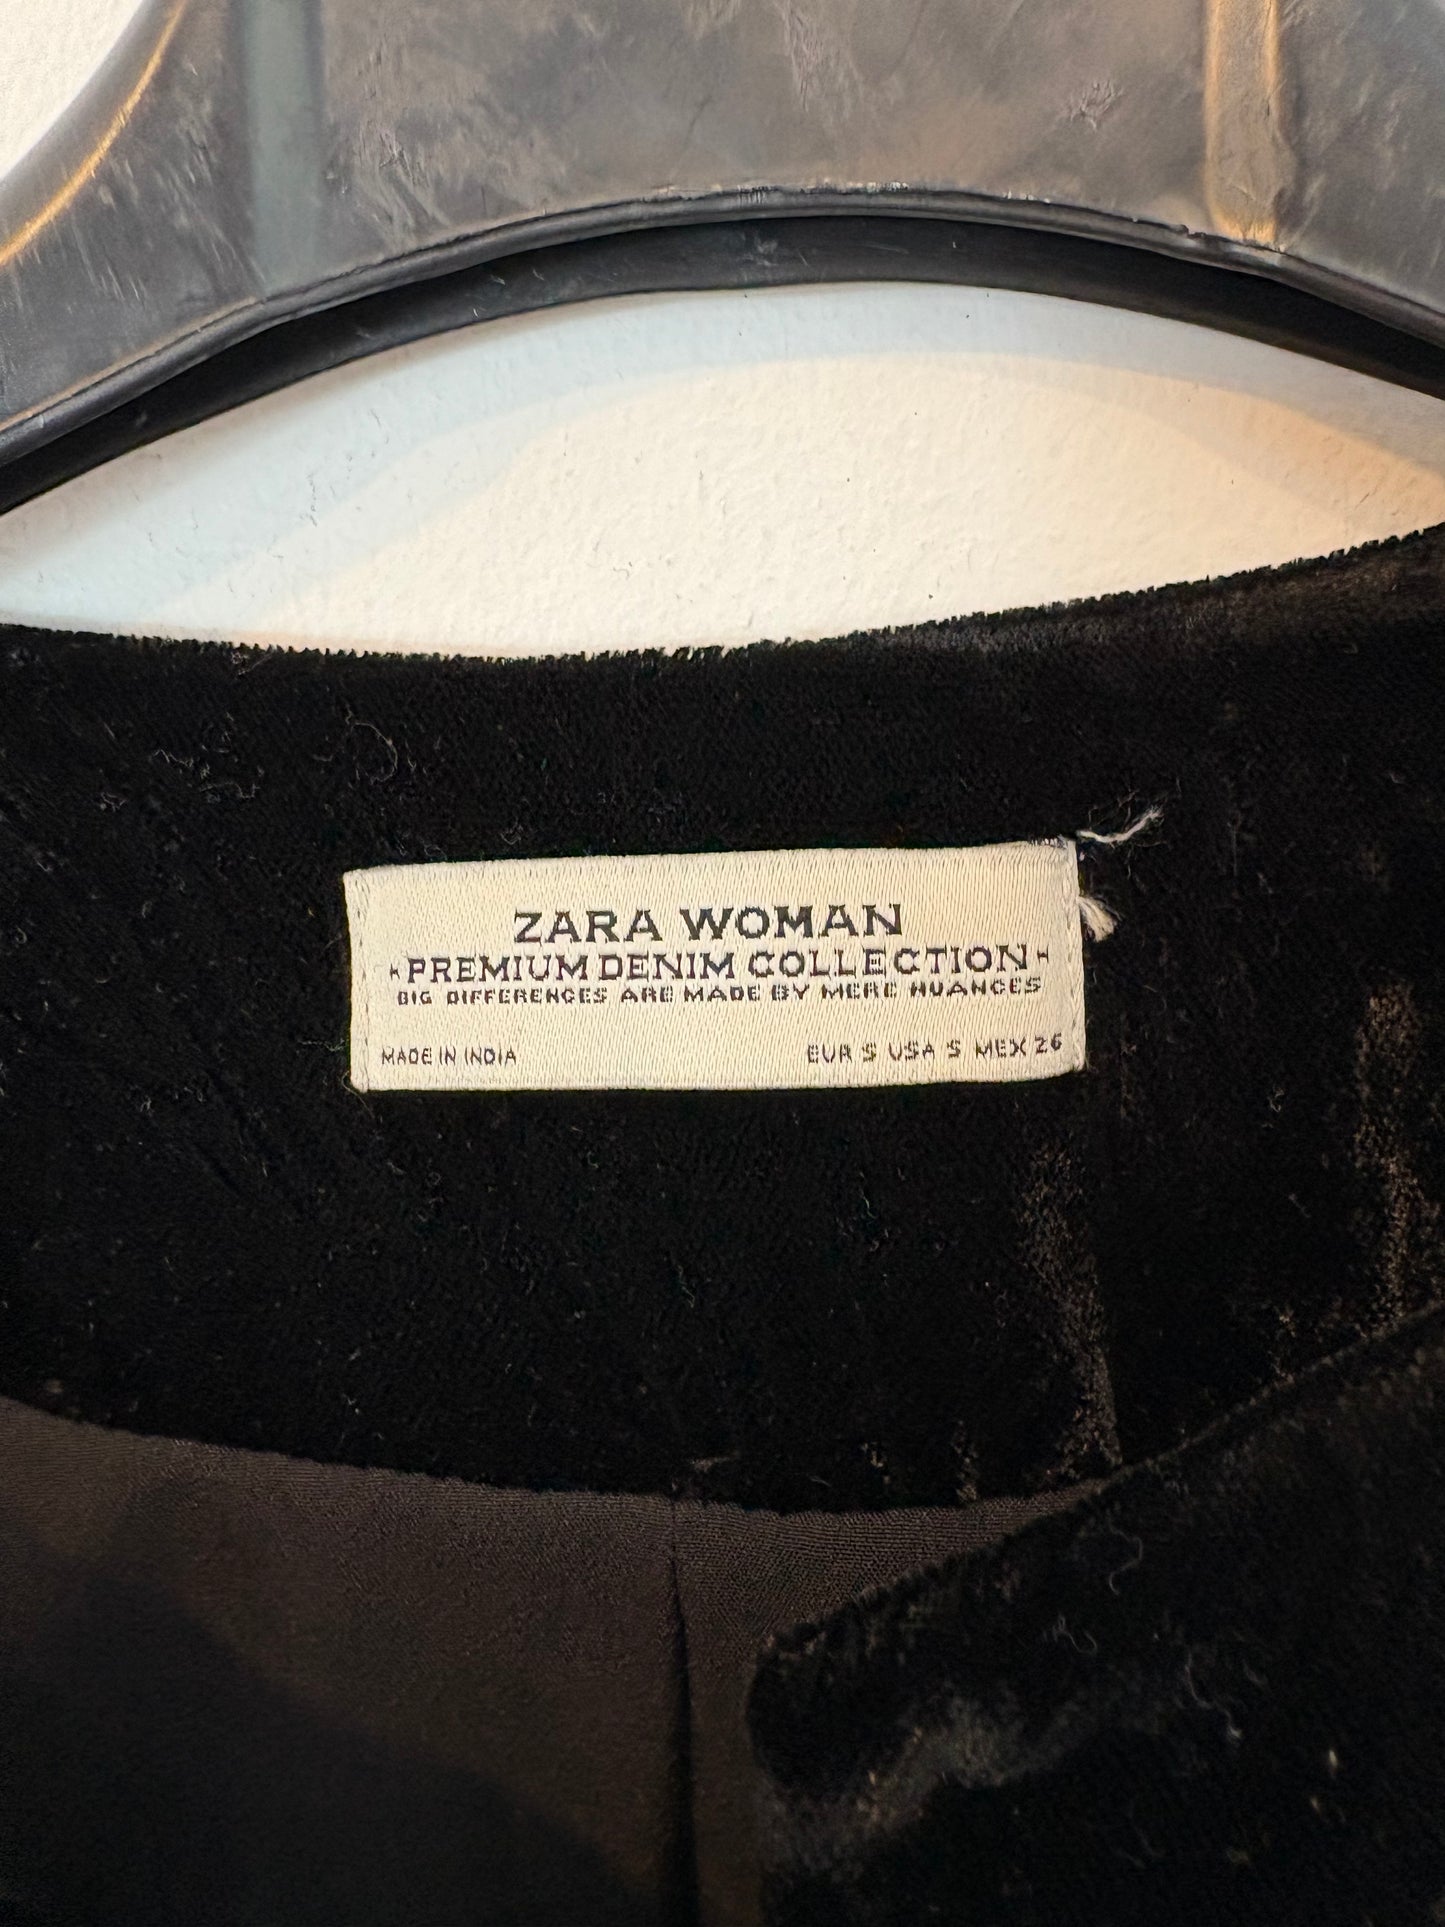 ZARA WOMAN
-PREMIUM DENIM COLLECTION-
BIG DIFFERENCES ARE MADE BY MERE NUANCES
MADE IN INDIA EUR S USA S MEX 26